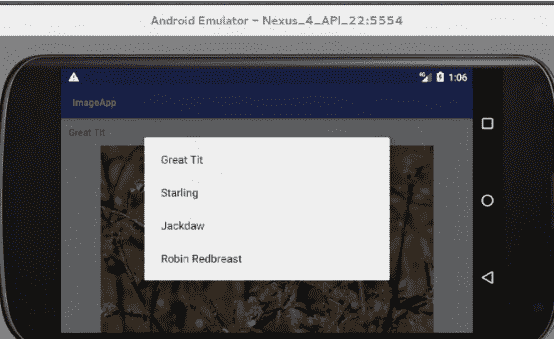 Android Emulator – Nexus_4_API_22:5554
1:06
ImageApp
Great Tit
Great Tit
Starling
Jackdaw
Robin Redbreast